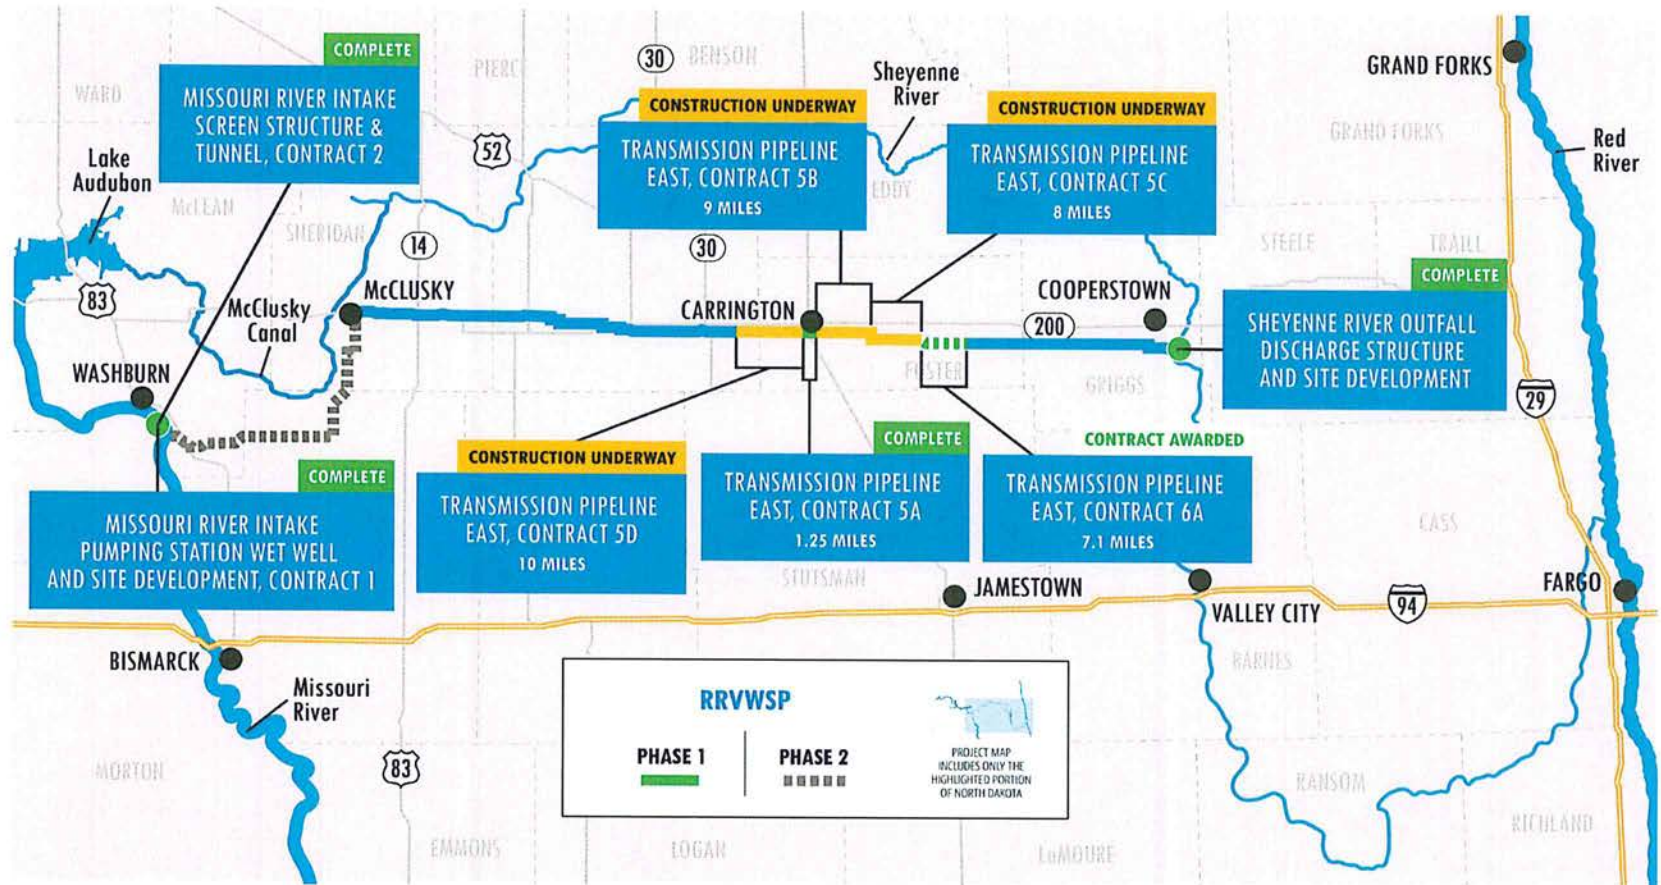 COMPLETE
MISSOURI RIVER INTAKE
SCREEN STRUCTURE &
TUNNEL, CONTRACT 2
WARD
PIERC
30
BENSON
Sheyenne
River
CONSTRUCTION UNDERWAY
TRANSMISSION PIPELINE
EAST, CONTRACT 5B
9 MILES
CONSTRUCTION UNDERWAY
TRANSMISSION PIPELINE
EAST, CONTRACT 5C
8 MILES
GRAND FORKS
GRAND FORKS
Red
River
Lake
Audubon
52
EDDY
McLEAN
SHERIDAN
14
30
STEELE
TRAILL
83
McClusky
Canal
McCLUSKY
CARRINGTON
COOPERSTOWN
200
COMPLETE
SHEYENNE RIVER OUTFALL
DISCHARGE STRUCTURE
AND SITE DEVELOPMENT
WASHBURN
FOSTER
GRIGGS
29
COMPLETE
MISSOURI RIVER INTAKE
PUMPING STATION WET WELL
AND SITE DEVELOPMENT, CONTRACT 1
CONSTRUCTION UNDERWAY
TRANSMISSION PIPELINE
EAST, CONTRACT 5D
10 MILES
COMPLETE
TRANSMISSION PIPELINE
EAST, CONTRACT 5A
1.25 MILES
CONTRACT AWARDED
TRANSMISSION PIPELINE
EAST, CONTRACT 6A
7.1 MILES
CASS
STUTSMAN
JAMESTOWN
VALLEY CITY
94
FARGO
BISMARCK
Missouri
River
BARNES
RRVWSP
PHASE 1
PHASE 2
PROJECT MAP
INCLUDES ONLY THE
HIGHLIGHTED PORTION
OF NORTH DAKOTA
MORTON
83
RANSOM
RICHLAND
EMMONS
LOGAN
LaMOURE